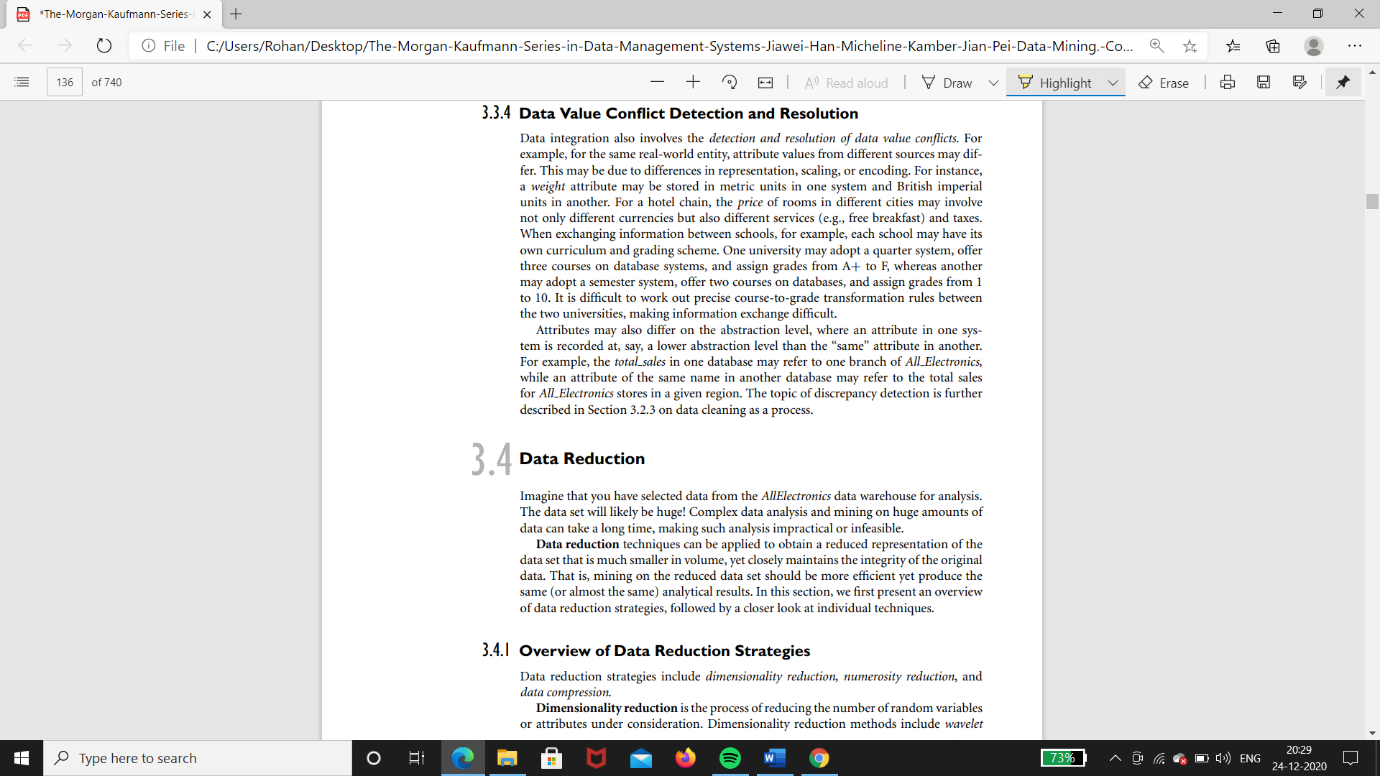 *The-Morgan-Kaufmann-Series-
File | C:/Users/Rohan/Desktop/The-Morgan-Kaufmann-Series-in-Data-Management-Systems-Jiawei-Han-Micheline-Kamber-Jian-Pei-Data-Mining.-Co...
136 of 740
Read aloud
Draw
Highlight
Erase
3.3.4 Data Value Conflict Detection and Resolution
Data integration also involves the detection and resolution of data value conflicts. For
example, for the same real-world entity, attribute values from different sources may dif-
fer. This may be due to differences in representation, scaling, or encoding. For instance,
a weight attribute may be stored in metric units in one system and British imperial
units in another. For a hotel chain, the price of rooms in different cities may involve
not only different currencies but also different services (e.g., free breakfast) and taxes.
When exchanging information between schools, for example, each school may have its
own curriculum and grading scheme. One university may adopt a quarter system, offer
three courses on database systems, and assign grades from A+ to F, whereas another
may adopt a semester system, offer two courses on databases, and assign grades from 1
to 10. It is difficult to work out precise course-to-grade transformation rules between
the two universities, making information exchange difficult.
Attributes may also differ on the abstraction level, where an attribute in one sys-
tem is recorded at, say, a lower abstraction level than the “same” attribute in another.
For example, the total_sales in one database may refer to one branch of All_Electronics,
while an attribute of the same name in another database may refer to the total sales
for All_Electronics stores in a given region. The topic of discrepancy detection is further
described in Section 3.2.3 on data cleaning as a process.
3.4 Data Reduction
Imagine that you have selected data from the AllElectronics data warehouse for analysis.
The data set will likely be huge! Complex data analysis and mining on huge amounts of
data can take a long time, making such analysis impractical or infeasible.
Data reduction techniques can be applied to obtain a reduced representation of the
data set that is much smaller in volume, yet closely maintains the integrity of the original
data. That is, mining on the reduced data set should be more efficient yet produce the
same (or almost the same) analytical results. In this section, we first present an overview
of data reduction strategies, followed by a closer look at individual techniques.
3.4.1 Overview of Data Reduction Strategies
Data reduction strategies include dimensionality reduction, numerosity reduction, and
data compression.
Dimensionality reduction is the process of reducing the number of random variables
or attributes under consideration. Dimensionality reduction methods include wavelet
Type here to search
73%
ENG
20:29
24-12-2020